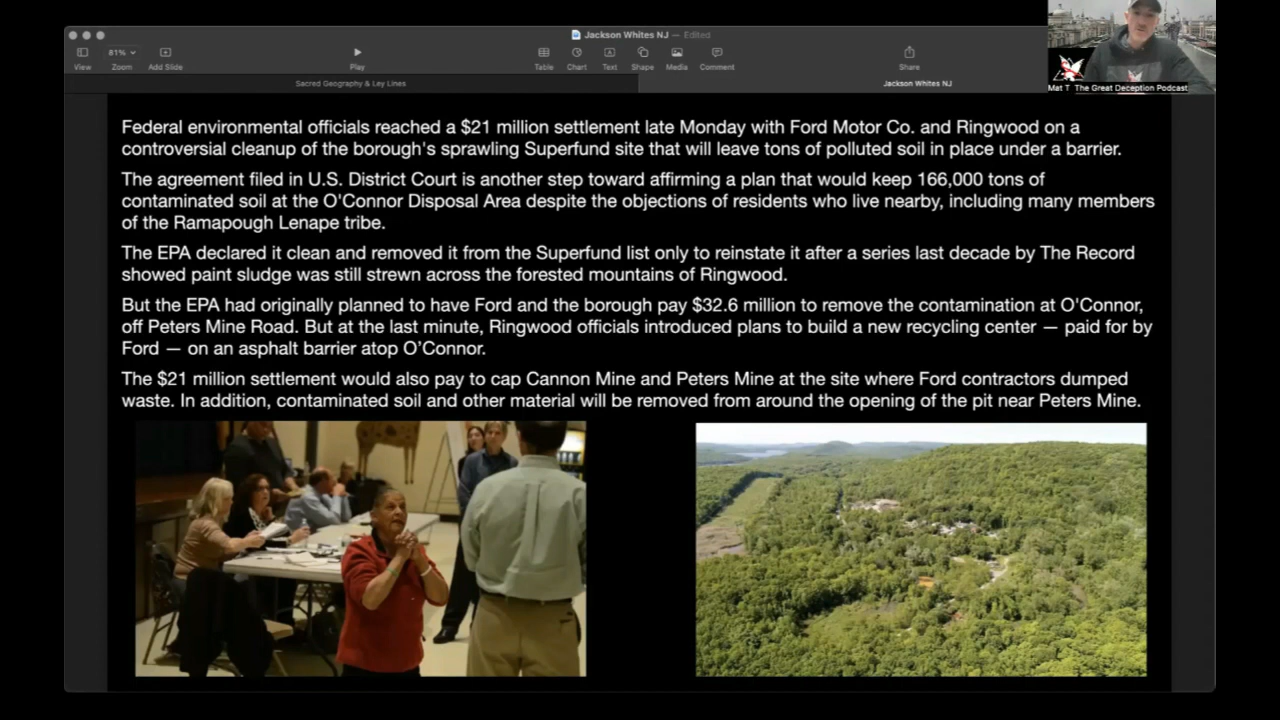 Jackson Whites NJ — Edited
81%
View
Zoom
Add Slide
Play
Table
Chart
Text
Shape
Media
Comment
Share
Sacred Geography & Ley Lines
Jackson Whites NJ
Mat T The Great Deception Podcast
Federal environmental officials reached a $21 million settlement late Monday with Ford Motor Co. and Ringwood on a
controversial cleanup of the borough's sprawling Superfund site that will leave tons of polluted soil in place under a barrier.
The agreement filed in U.S. District Court is another step toward affirming a plan that would keep 166,000 tons of
contaminated soil at the O'Connor Disposal Area despite the objections of residents who live nearby, including many members
of the Ramapough Lenape tribe.
The EPA declared it clean and removed it from the Superfund list only to reinstate it after a series last decade by The Record
showed paint sludge was still strewn across the forested mountains of Ringwood.
But the EPA had originally planned to have Ford and the borough pay $32.6 million to remove the contamination at O'Connor,
off Peters Mine Road. But at the last minute, Ringwood officials introduced plans to build a new recycling center — paid for by
Ford — on an asphalt barrier atop O’Connor.
The $21 million settlement would also pay to cap Cannon Mine and Peters Mine at the site where Ford contractors dumped
waste. In addition, contaminated soil and other material will be removed from around the opening of the pit near Peters Mine.